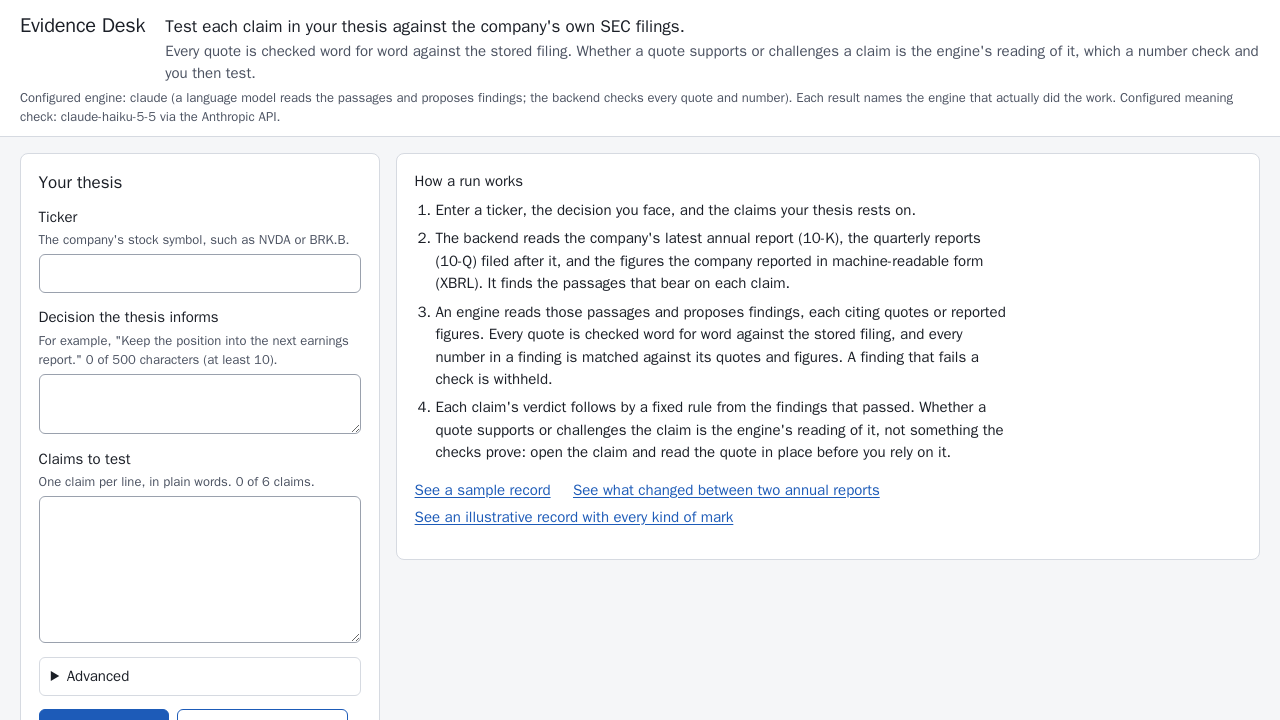 Evidence Desk
Test each claim in your thesis against the company's own SEC filings.
Every quote is checked word for word against the stored filing. Whether a quote supports or challenges a claim is the engine's reading of it, which a number check and
you then test.
Configured engine: claude (a language model reads the passages and proposes findings; the backend checks every quote and number). Each result names the engine that actually did the work. Configured meaning
check: claude-haiku-5-5 via the Anthropic API.
Your thesis
Ticker
The company's stock symbol, such as NVDA or BRK.B.
Decision the thesis informs
For example, "Keep the position into the next earnings
report." 0 of 500 characters (at least 10).
Claims to test
One claim per line, in plain words. 0 of 6 claims.
Advanced
How a run works
1. Enter a ticker, the decision you face, and the claims your thesis rests on.
2. The backend reads the company's latest annual report (10-K), the quarterly reports
(10-Q) filed after it, and the figures the company reported in machine-readable form
(XBRL). It finds the passages that bear on each claim.
3. An engine reads those passages and proposes findings, each citing quotes or reported
figures. Every quote is checked word for word against the stored filing, and every
number in a finding is matched against its quotes and figures. A finding that fails a
check is withheld.
4. Each claim's verdict follows by a fixed rule from the findings that passed. Whether a
quote supports or challenges the claim is the engine's reading of it, not something the
checks prove: open the claim and read the quote in place before you rely on it.
See a sample record
See what changed between two annual reports
See an illustrative record with every kind of mark